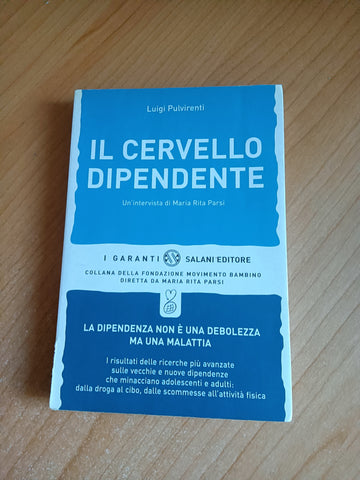 Luigi Pulvirenti
IL CERVELLO
DIPENDENTE
Un'intervista di Maria Rita Parsi
I GARANTI SALANI EDITORE
COLLANA DELLA FONDAZIONE MOVIMENTO BAMBINO
DIRETTA DA MARIA RITA PARSI
LA DIPENDENZA NON È UNA DEBOLEZZA
MA UNA MALATTIA
I risultati delle ricerche più avanzate
sulle vecchie e nuove dipendenze
che minacciano adolescenti e adulti:
dalla droga al cibo, dalle scommesse all'attività fisica